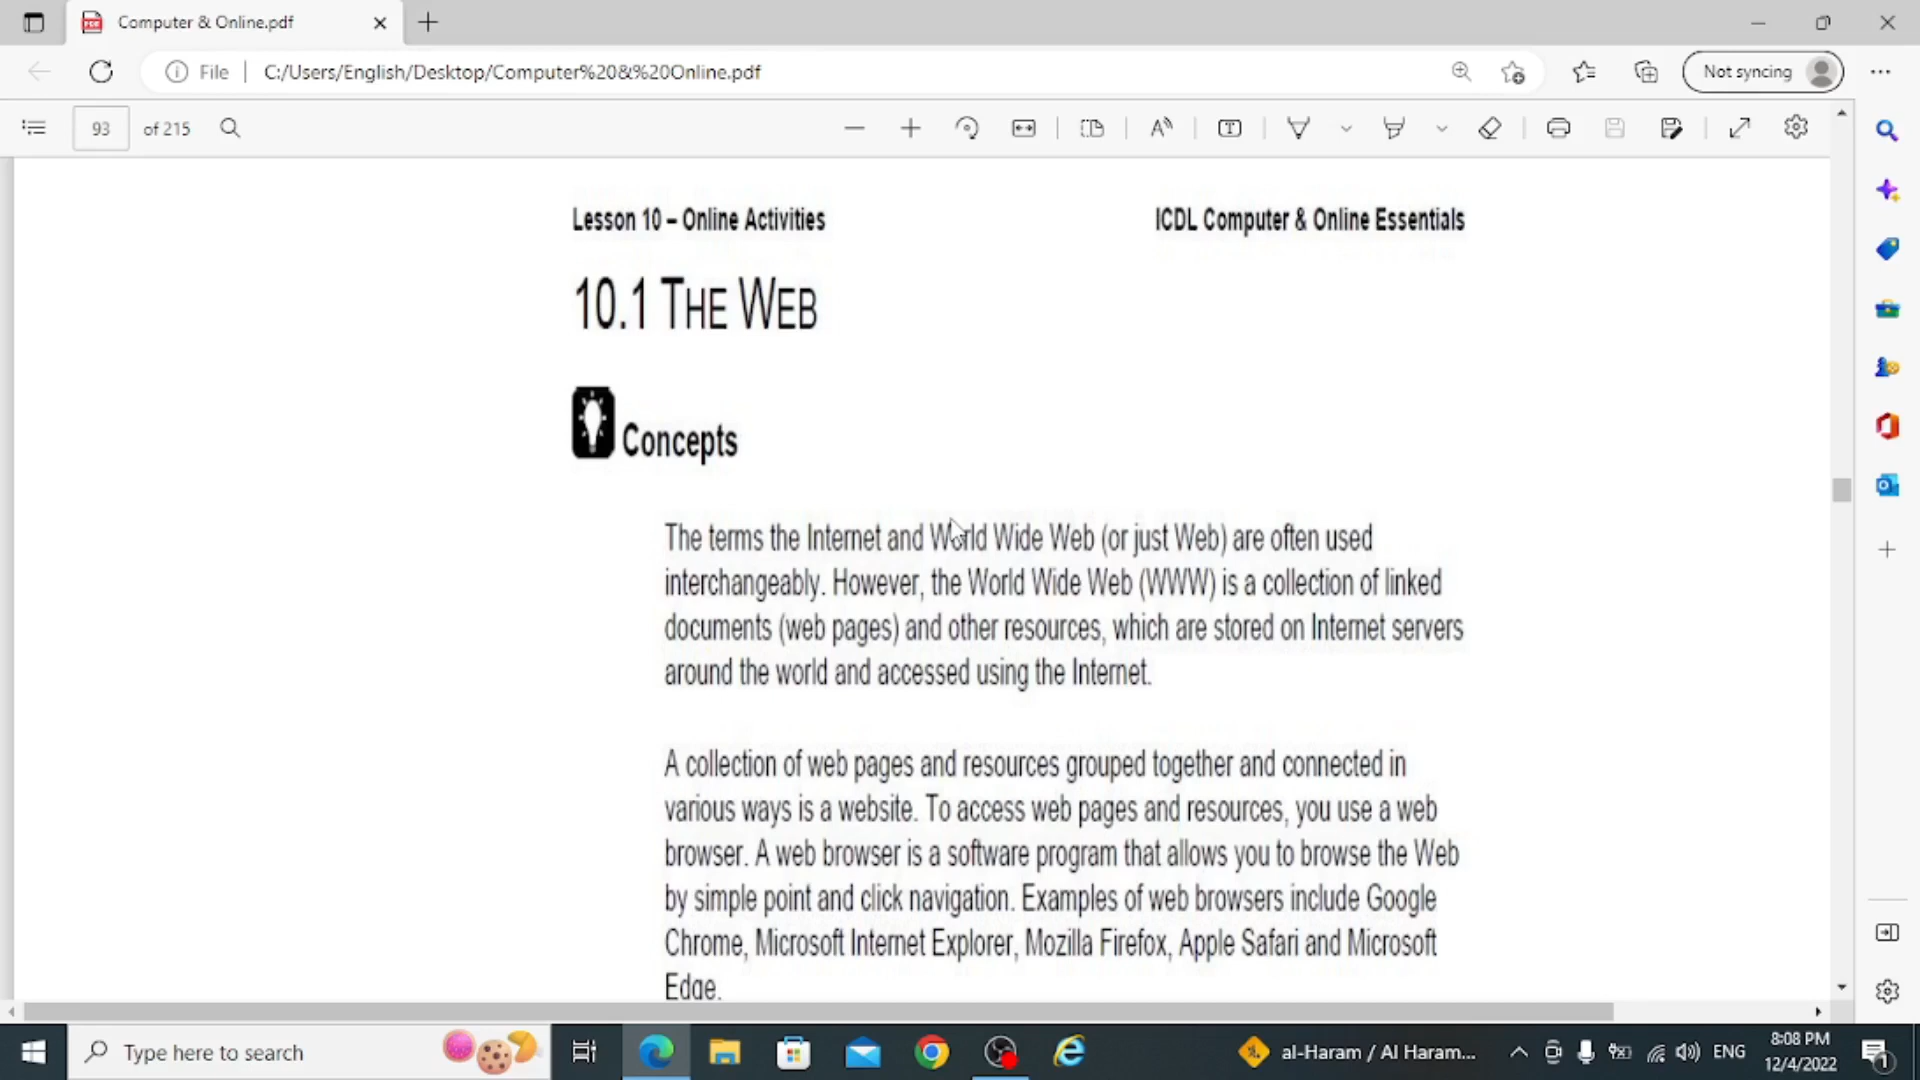 Computer & Online.pdf
File
C:/Users/English/Desktop/Computer%20&%20Online.pdf
Not syncing
93 of 215
Lesson 10 – Online Activities
ICDL Computer & Online Essentials
10.1 THE WEB
Concepts
The terms the Internet and World Wide Web (or just Web) are often used
interchangeably. However, the World Wide Web (WWW) is a collection of linked
documents (web pages) and other resources, which are stored on Internet servers
around the world and accessed using the Internet.
A collection of web pages and resources grouped together and connected in
various ways is a website. To access web pages and resources, you use a web
browser. A web browser is a software program that allows you to browse the Web
by simple point and click navigation. Examples of web browsers include Google
Chrome, Microsoft Internet Explorer, Mozilla Firefox, Apple Safari and Microsoft
Edge.
Type here to search
al-Haram / Al Haram...
ENG
8:08 PM
12/4/2022
1